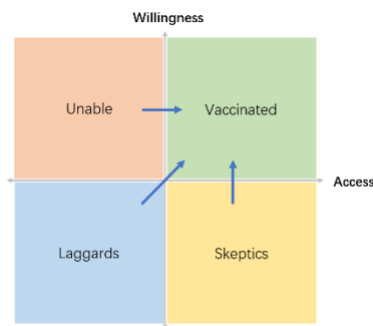 Willingness
Unable
Vaccinated
Access
Laggards
Skeptics